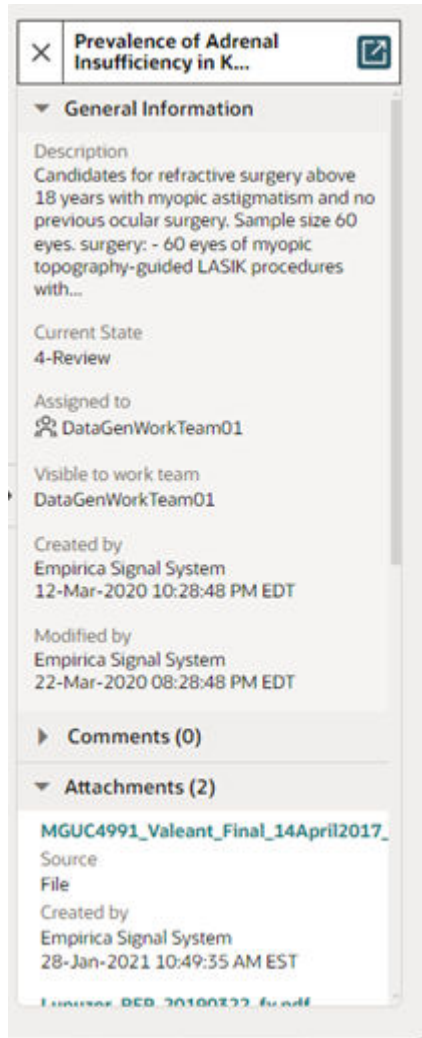 Prevalence of Adrenal
Insufficiency in K...
General Information
Description
Candidates for refractive surgery above
18 years with myopic astigmatism and no
previous ocular surgery. Sample size 60
eyes. surgery: - 60 eyes of myopic
topography-guided LASIK procedures
with...
Current State
4-Review
Assigned to
DataGenWorkTeam01
Visible to work team
DataGenWorkTeam01
Created by
Empirica Signal System
12-Mar-2020 10:28:48 PM EDT
Modified by
Empirica Signal System
22-Mar-2020 08:28:48 PM EDT
Comments (0)
Attachments (2)
MGUC4991_Valeant_Final_14April2017_
Source
File
Created by
Empirica Signal System
28-Jan-2021 10:49:35 AM EST